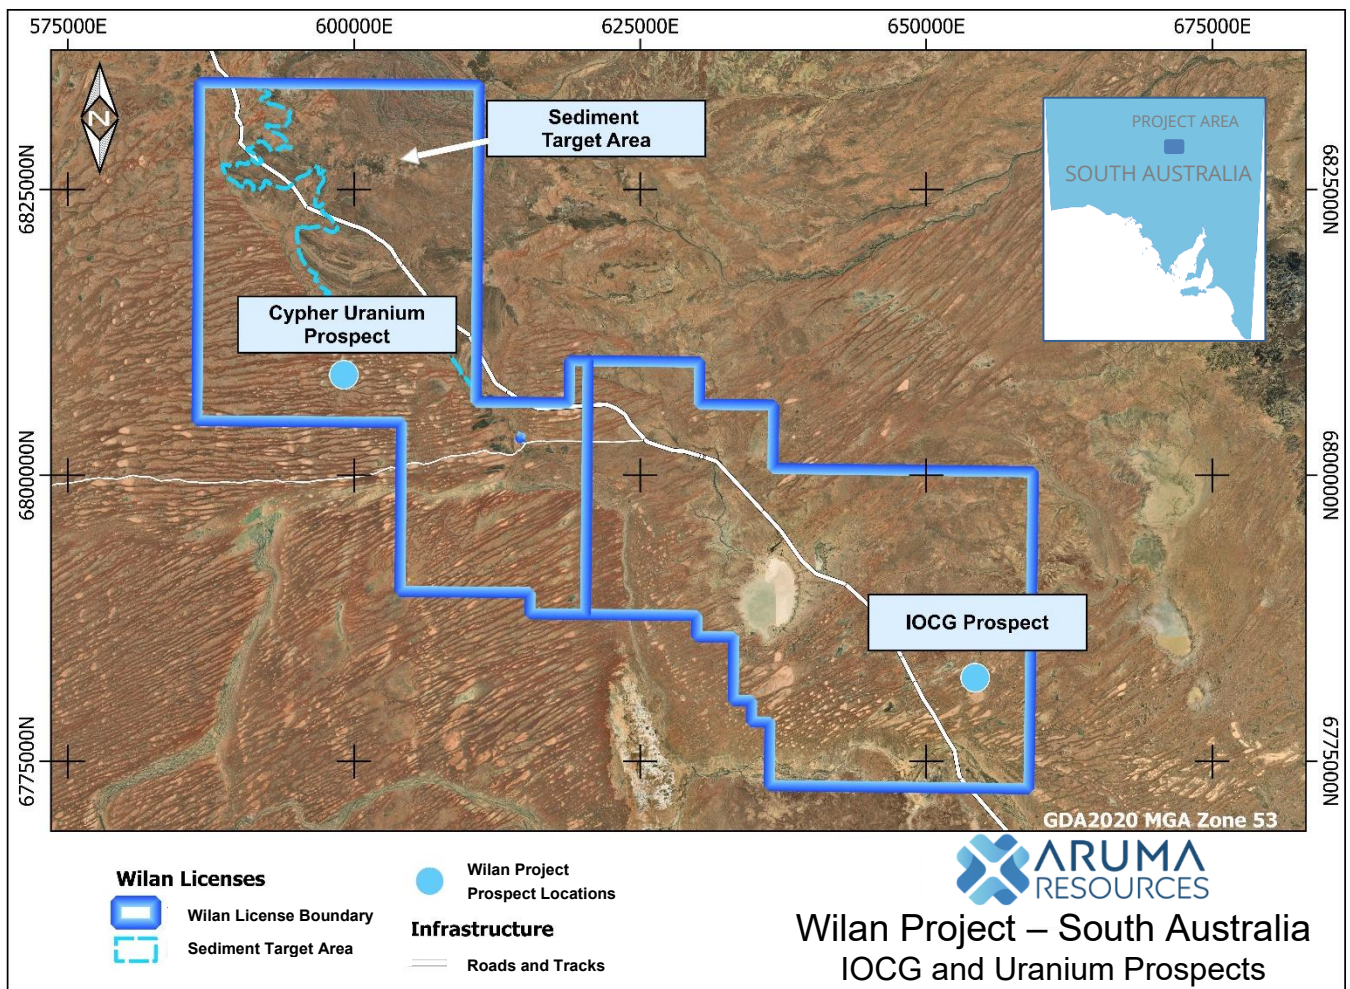 575000E 600000E 625000E 650000E 675000E
N
Sediment
Target Area
PROJECT AREA
SOUTH AUSTRALIA
6825000N
6825000N
Cypher Uranium
Prospect
6800000N
6800000N
IOCG Prospect
6775000N
6775000N
GDA2020 MGA Zone 53
Wilan Licenses
Wilan License Boundary
Sediment Target Area
Wilan Project
Prospect Locations
Infrastructure
Roads and Tracks
ARUMA
RESOURCES
Wilan Project – South Australia
IOCG and Uranium Prospects